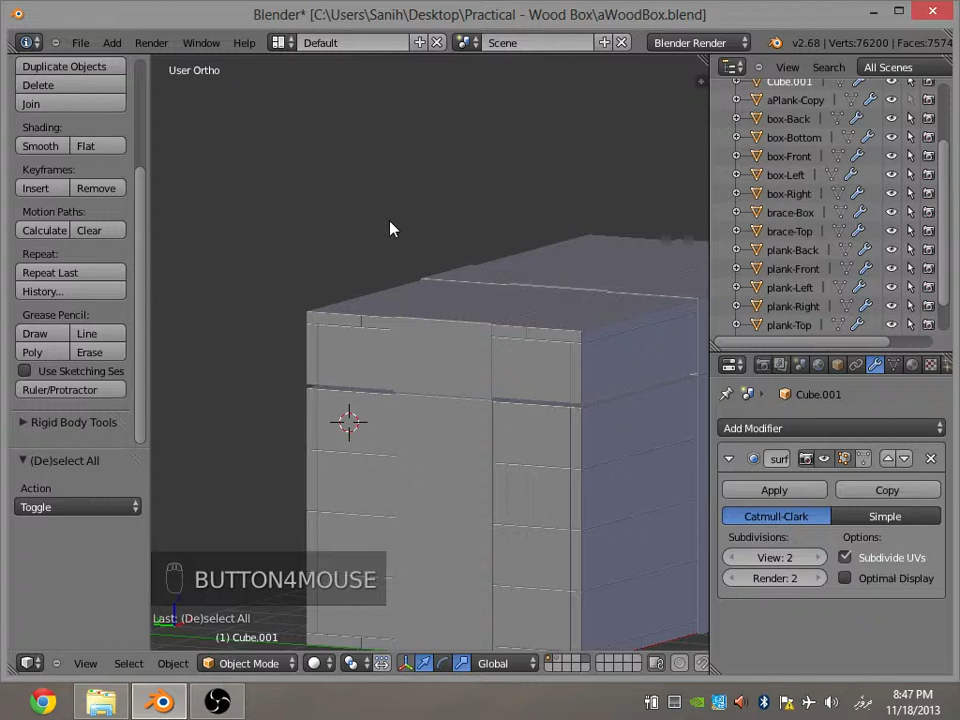 Blender* [C:\Users\Sanih\Desktop\Practical - Wood Box\aWoodBox.blend]
File Add Render Window Help Default Scene Blender Render v2.68 | Verts:76200 | Faces:7574
Duplicate Objects
Delete
Join
Shading:
Smooth Flat
Keyframes:
Insert Remove
Motion Paths:
Calculate Clear
Repeat:
Repeat Last
History...
Grease Pencil:
Draw Line
Poly Erase
Use Sketching Ses
Ruler/Protractor
Rigid Body Tools
(De)select All
Action
Toggle
User Ortho
BUTTON4MOUSE
Last: (De)select All
(1) Cube.001
View Select Object Object Mode Global
View Search All Scenes
Cube.001
aPlank-Copy
box-Back
box-Bottom
box-Front
box-Left
box-Right
brace-Box
brace-Top
plank-Back
plank-Front
plank-Left
plank-Right
plank-Top
Cube.001
Add Modifier
surf
Apply Copy
Catmull-Clark Simple
Subdivisions: Options:
View: 2 Subdivide UVs
Render: 2 Optimal Display
8:47 PM
11/18/2013